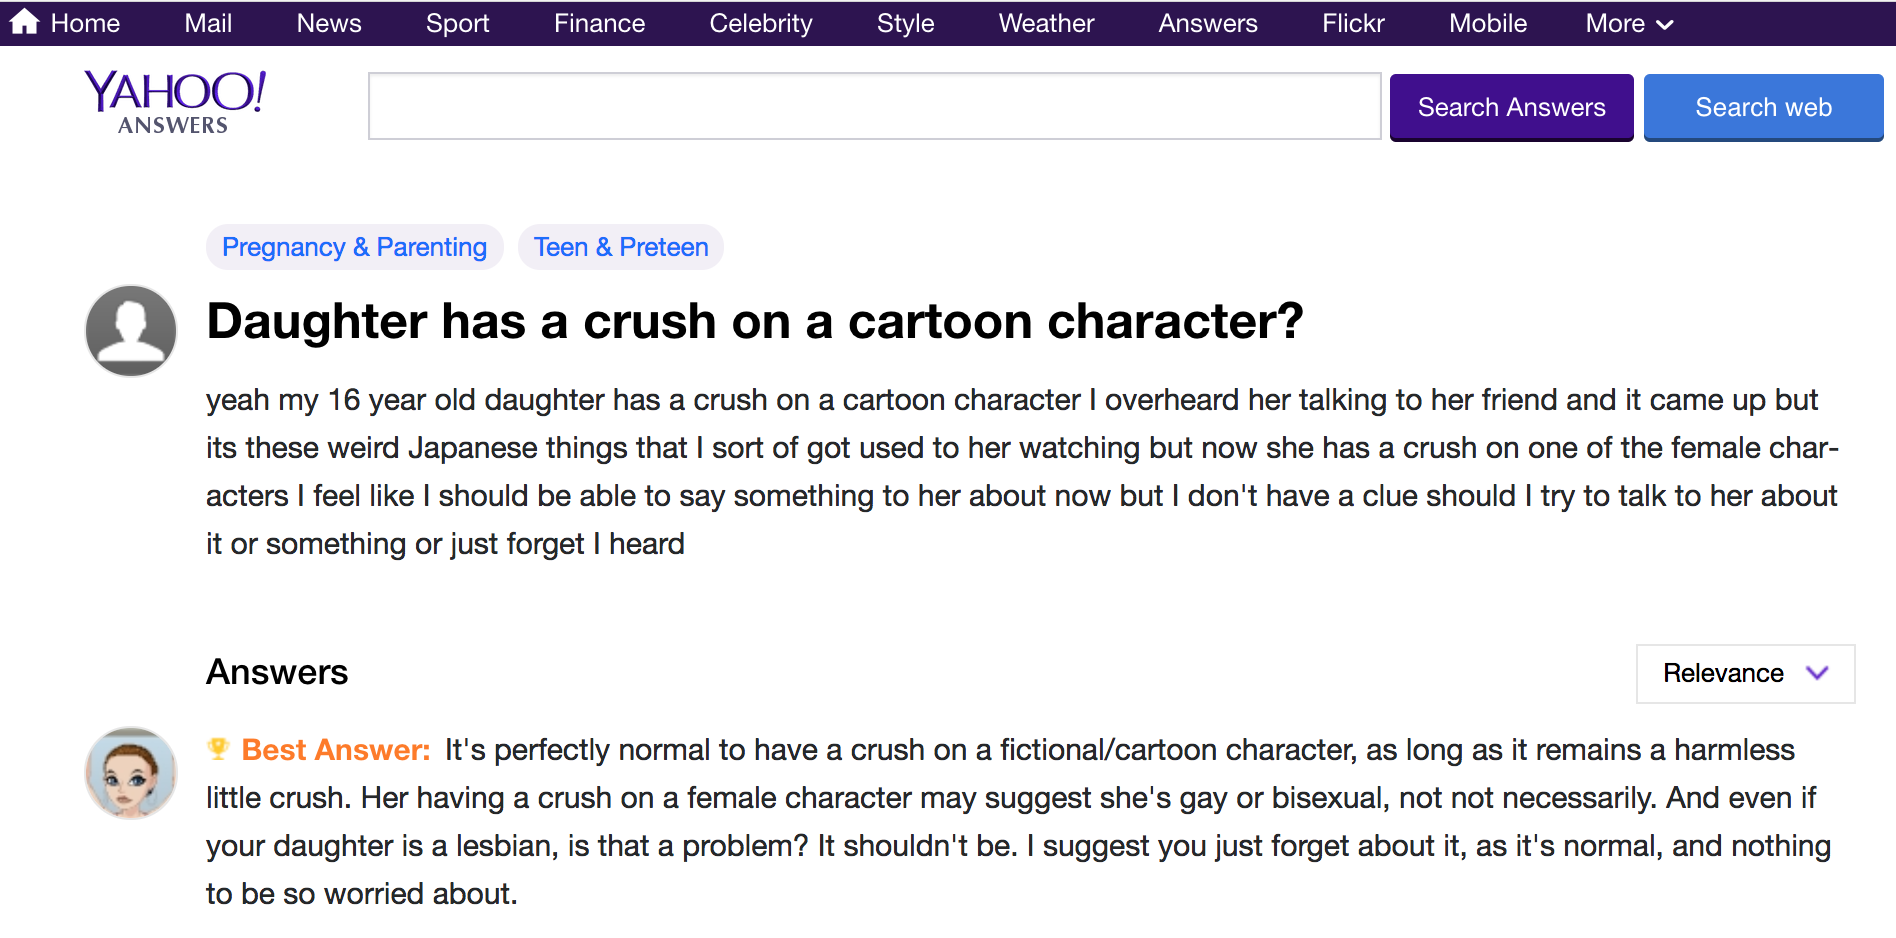 Home Mail News Sport Finance Celebrity Style Weather Answers Flickr Mobile More
YAHOO!
ANSWERS
Search Answers
Search web
Pregnancy & Parenting Teen & Preteen
Daughter has a crush on a cartoon character?
yeah my 16 year old daughter has a crush on a cartoon character I overheard her talking to her friend and it came up but
its these weird Japanese things that I sort of got used to her watching but now she has a crush on one of the female char-
acters I feel like I should be able to say something to her about now but I don't have a clue should I try to talk to her about
it or something or just forget I heard
Answers
Relevance
Best Answer: It's perfectly normal to have a crush on a fictional/cartoon character, as long as it remains a harmless
little crush. Her having a crush on a female character may suggest she's gay or bisexual, not not necessarily. And even if
your daughter is a lesbian, is that a problem? It shouldn't be. I suggest you just forget about it, as it's normal, and nothing
to be so worried about.